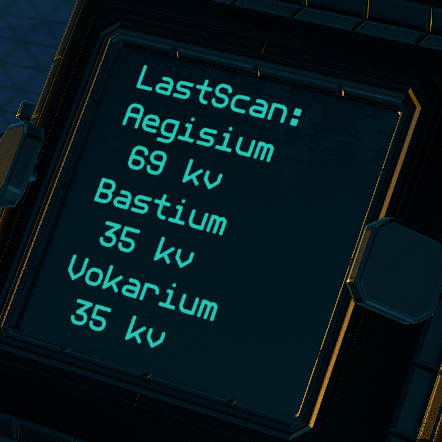 LastScan:
Aegisium
69 kv
Bastium
35 kv
Vokarium
35 kv